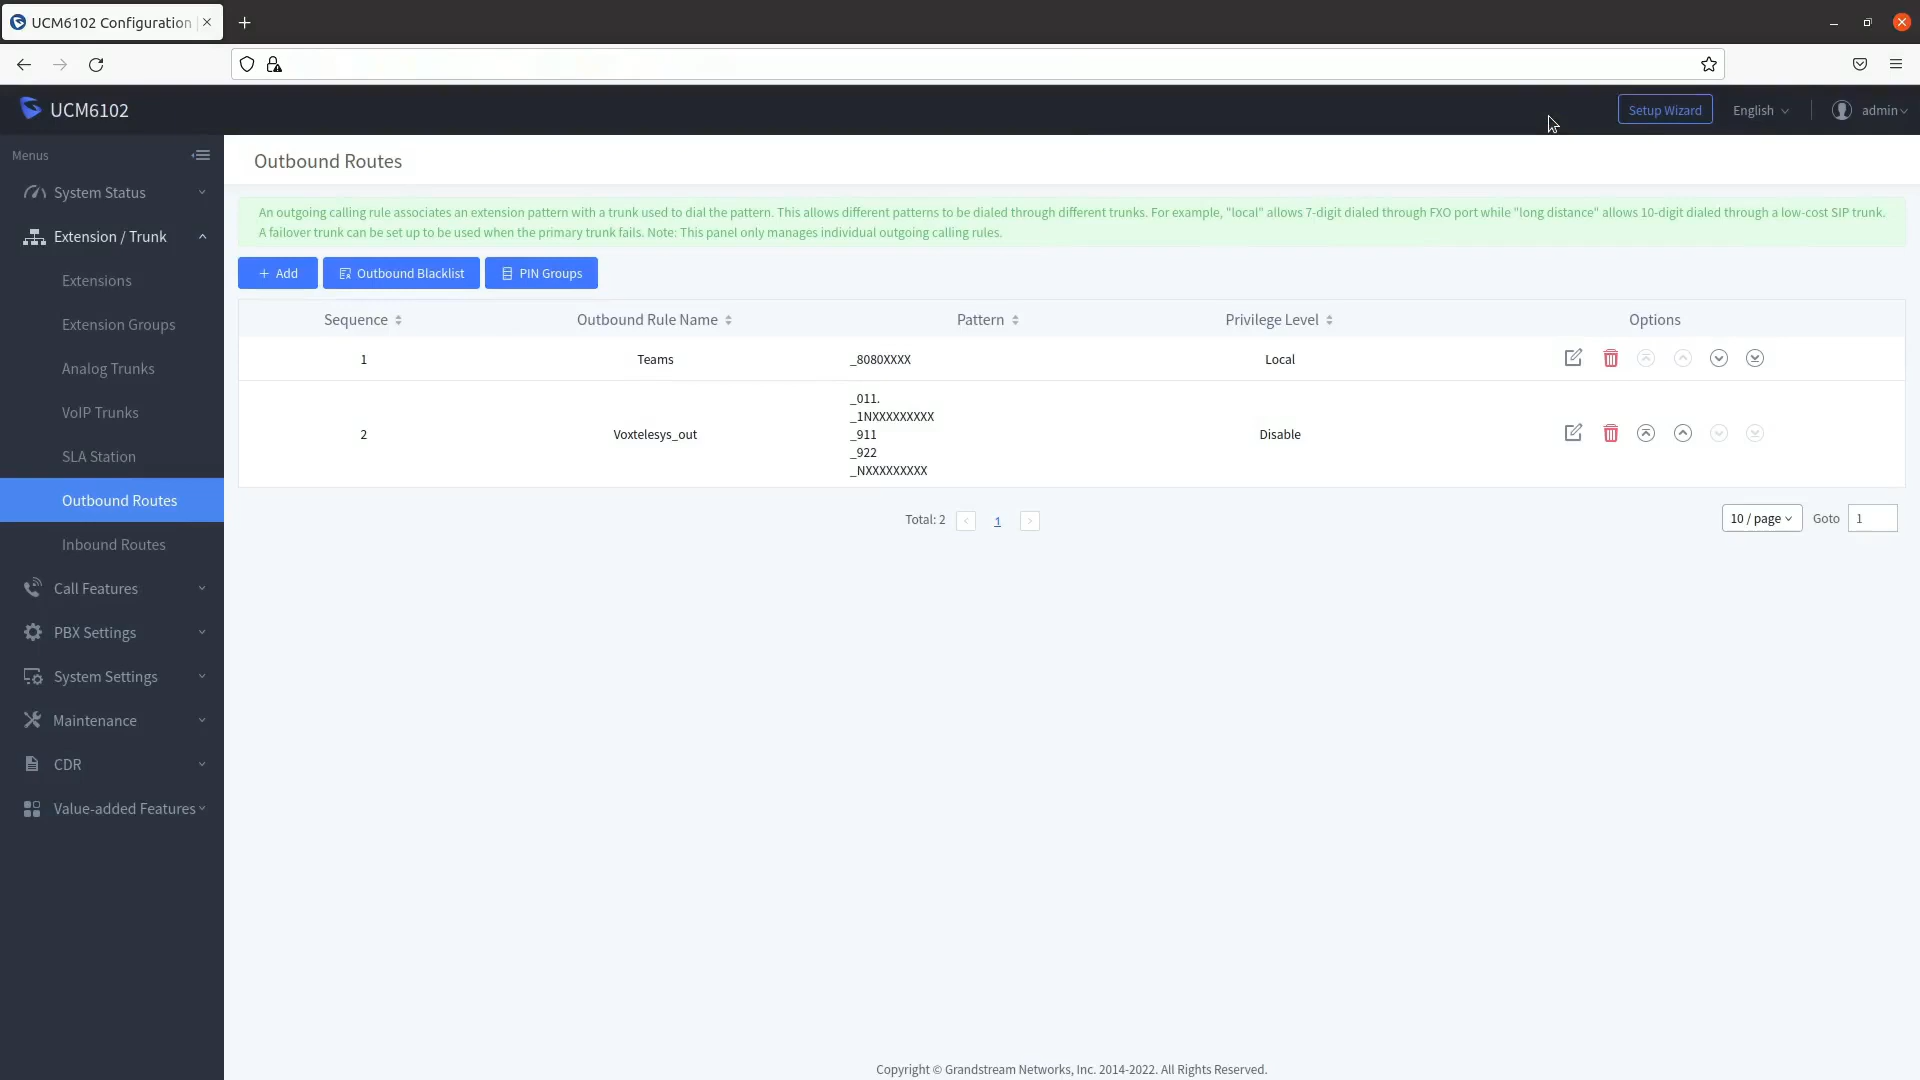 UCM6102 Configuration
UCM6102
Setup Wizard
English
admin
Menus
System Status
Extension / Trunk
Extensions
Extension Groups
Analog Trunks
VoIP Trunks
SLA Station
Outbound Routes
Inbound Routes
Call Features
PBX Settings
System Settings
Maintenance
CDR
Value-added Features
Outbound Routes
An outgoing calling rule associates an extension pattern with a trunk used to dial the pattern. This allows different patterns to be dialed through different trunks. For example, "local" allows 7-digit dialed through FXO port while "long distance" allows 10-digit dialed through a low-cost SIP trunk.
A failover trunk can be set up to be used when the primary trunk fails. Note: This panel only manages individual outgoing calling rules.
+ Add Outbound Blacklist PIN Groups
Sequence Outbound Rule Name Pattern Privilege Level Options
1 Teams _8080XXXX Local
2 Voxtelesys_out
_011.
_1NXXXXXXXXX
_911
_922
_NXXXXXXXXX
Disable
Total: 2 < 1 > 10 / page Goto 1
Copyright © Grandstream Networks, Inc. 2014-2022. All Rights Reserved.